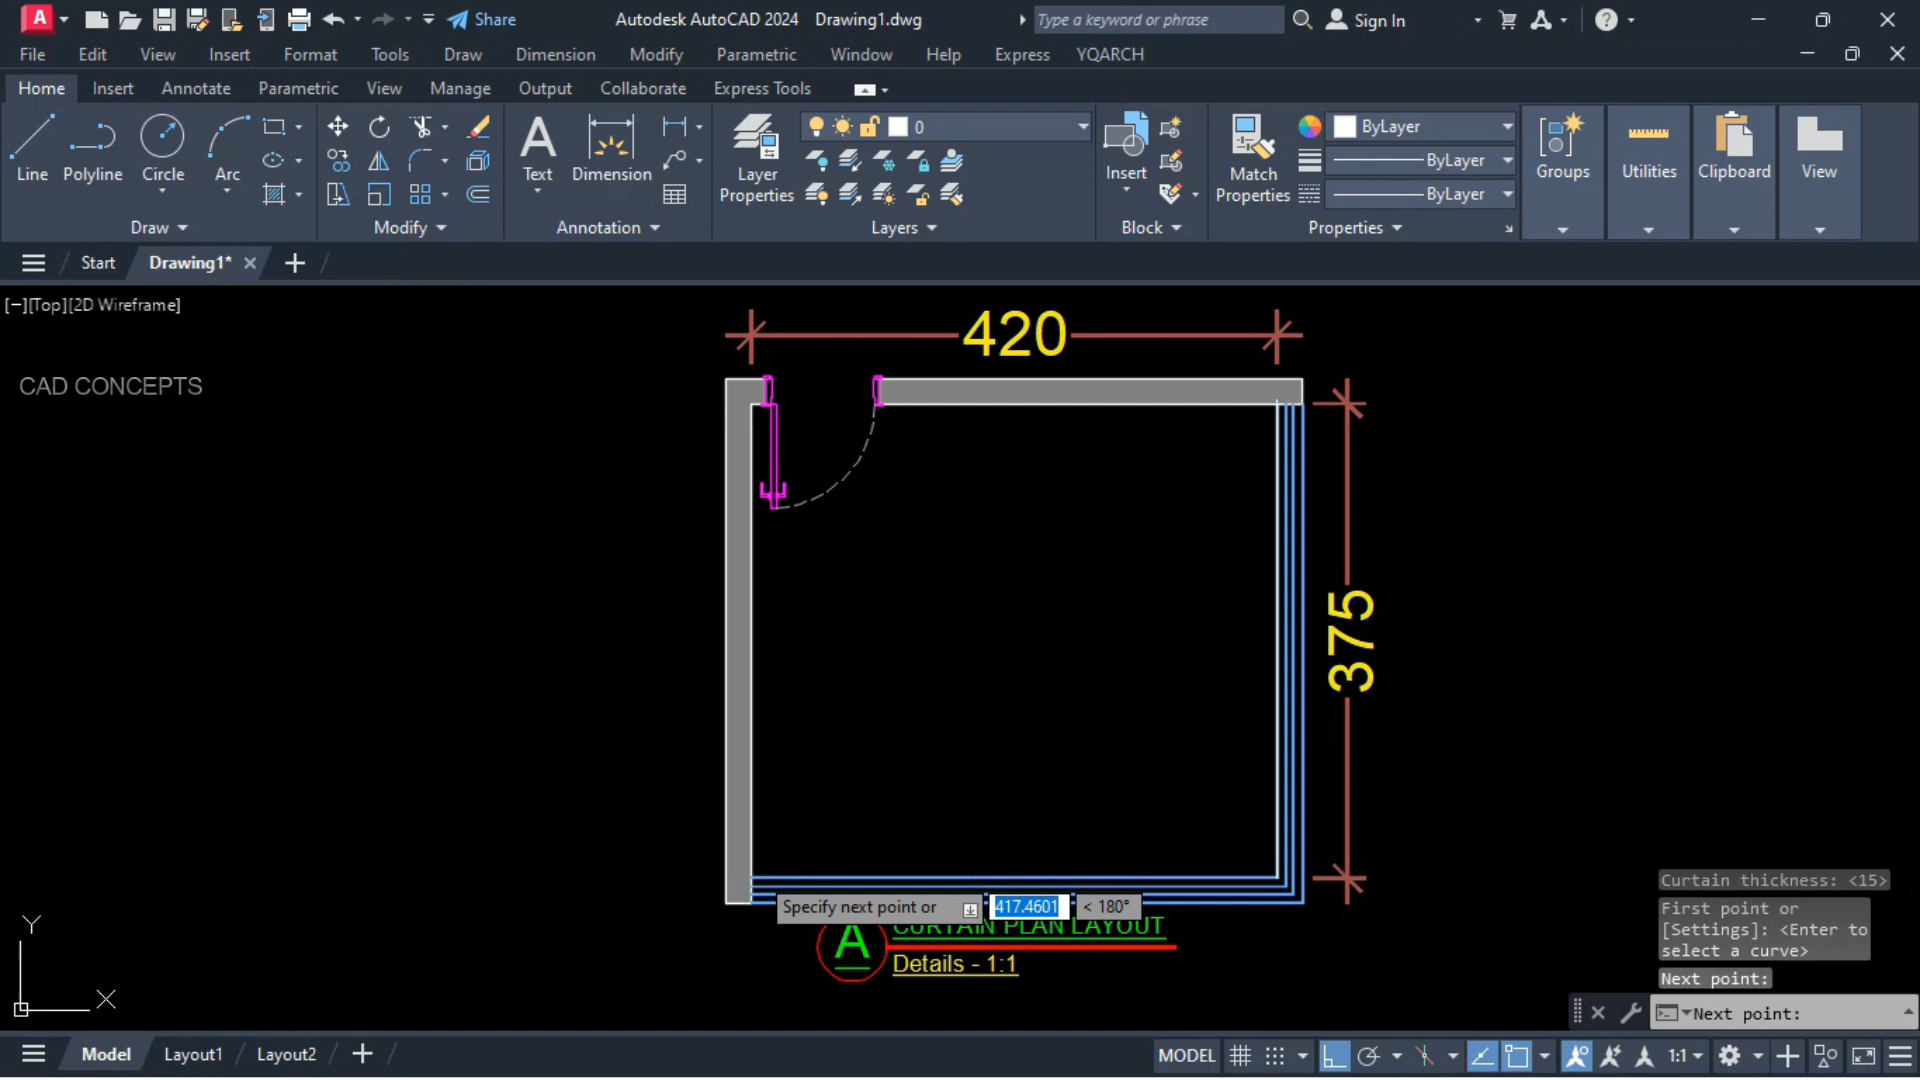 Share
Autodesk AutoCAD 2024 Drawing1.dwg
Type a keyword or phrase
Sign In
File Edit View Insert Format Tools Draw Dimension Modify Parametric Window Help Express YQARCH
Home Insert Annotate Parametric View Manage Output Collaborate Express Tools
0
ByLayer
ByLayer
ByLayer
Line Polyline Circle Arc
Text Dimension
Layer Properties
Insert
Match Properties
Groups Utilities Clipboard View
Draw Modify Annotation Layers Block Properties
Start Drawing1*
[−][Top][2D Wireframe]
420
CAD CONCEPTS
375
Specify next point or 417.4601 < 180°
A
CURTAIN PLAN LAYOUT
Details - 1:1
Curtain thickness: <15>
First point or
[Settings]: <Enter to
select a curve>
Next point:
Next point:
Y
X
Model Layout1 Layout2
MODEL 1:1